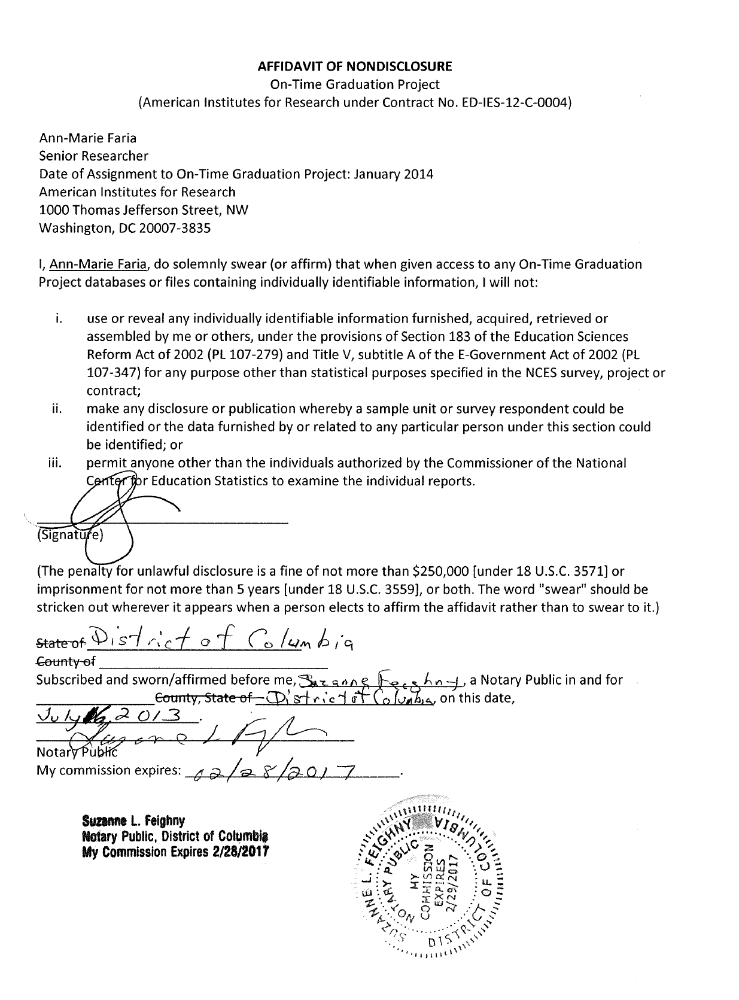 AFFIDAVIT OF NONDISCLOSURE
On-Time Graduation Project
(American Institutes for Research under Contract No. ED-IES-12-C-0004)
Ann-Marie Faria
Senior Researcher
Date of Assignment to On-Time Graduation Project: January 2014
American Institutes for Research
1000 Thomas Jefferson Street, NW
Washington, DC 20007-3835
I, Ann-Marie Faria, do solemnly swear (or affirm) that when given access to any On-Time Graduation
Project databases or files containing individually identifiable information, I will not:
i. use or reveal any individually identifiable information furnished, acquired, retrieved or
assembled by me or others, under the provisions of Section 183 of the Education Sciences
Reform Act of 2002 (PL 107-279) and Title V, subtitle A of the E-Government Act of 2002 (PL
107-347) for any purpose other than statistical purposes specified in the NCES survey, project or
contract;
ii. make any disclosure or publication whereby a sample unit or survey respondent could be
identified or the data furnished by or related to any particular person under this section could
be identified; or
iii. permit anyone other than the individuals authorized by the Commissioner of the National
Center for Education Statistics to examine the individual reports.
(Signature)
(The penalty for unlawful disclosure is a fine of not more than $250,000 [under 18 U.S.C. 3571] or
imprisonment for not more than 5 years [under 18 U.S.C. 3559], or both. The word "swear" should be
stricken out wherever it appears when a person elects to affirm the affidavit rather than to swear to it.)
State of District of Columbia
County of
Subscribed and sworn/affirmed before me, Suzanne Feighny, a Notary Public in and for
County, State of District of Columbia, on this date,
July 16, 2013.
Suzanne L Feighny
Notary Public
My commission expires: 02/28/2017.
Suzanne L. Feighny
Notary Public, District of Columbia
My Commission Expires 2/28/2017
SUZANNE L. FEIGHNY
NOTARY PUBLIC
MY
COMMISSION
EXPIRES
2/29/2017
DISTRICT OF COLUMBIA